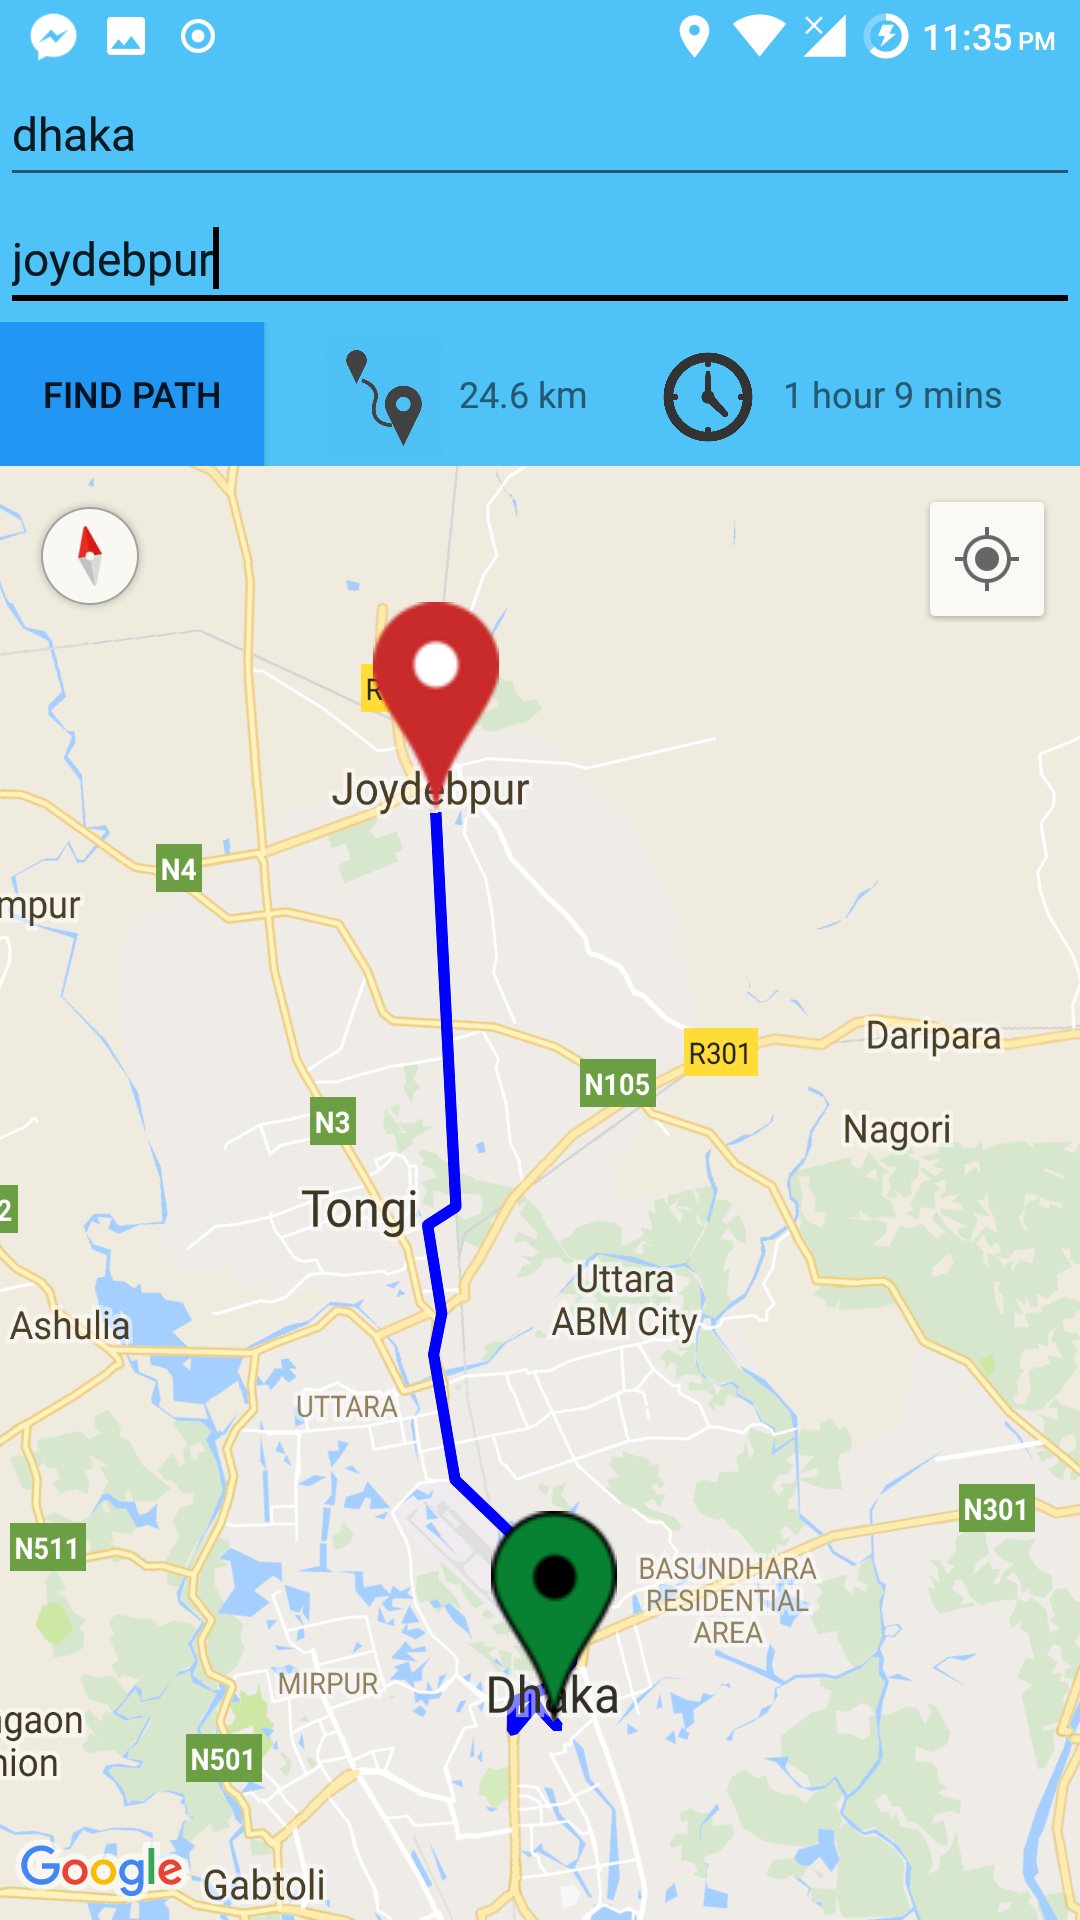 11:35 PM
dhaka
joydebpur
FIND PATH
24.6 km
1 hour 9 mins
Joydebpur
N4
mpur
Daripara
R301
N105
Nagori
N3
Tongi
2
Uttara
ABM City
Ashulia
UTTARA
N301
N511
BASUNDHARA
RESIDENTIAL
AREA
MIRPUR
Dhaka
gaon
nion
N501
Google
Gabtoli